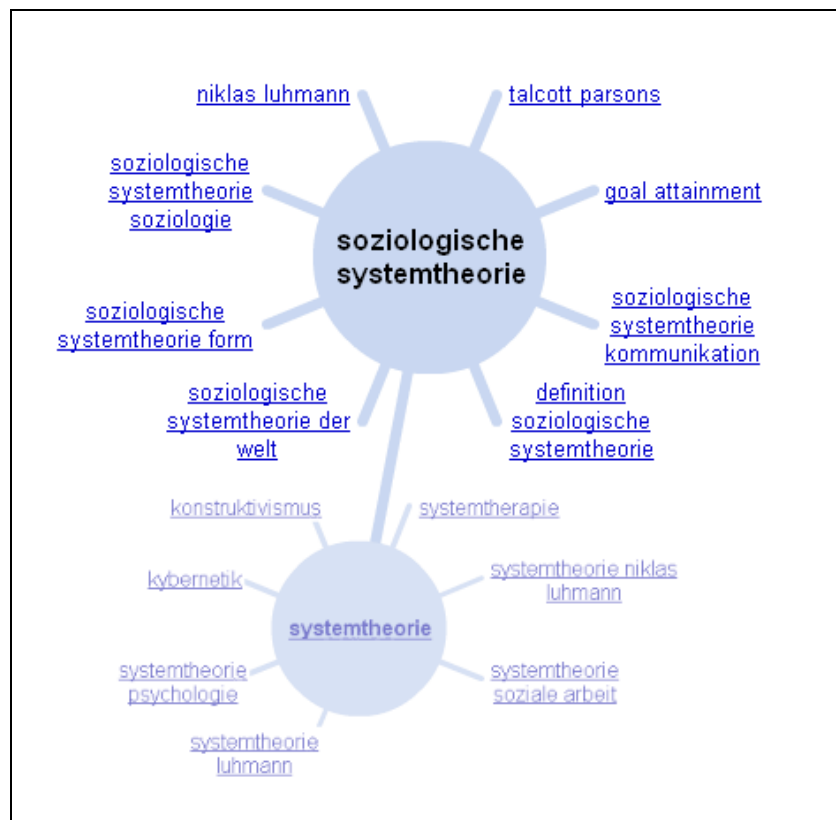 niklas luhmann
talcott parsons
soziologische
systemtheorie
soziologie
goal attainment
soziologische
systemtheorie
soziologische
systemtheorie form
soziologische
systemtheorie
kommunikation
soziologische
systemtheorie der
welt
definition
soziologische
systemtheorie
konstruktivismus
systemtherapie
kybernetik
systemtheorie niklas
luhmann
systemtheorie
systemtheorie
psychologie
systemtheorie
soziale arbeit
systemtheorie
luhmann